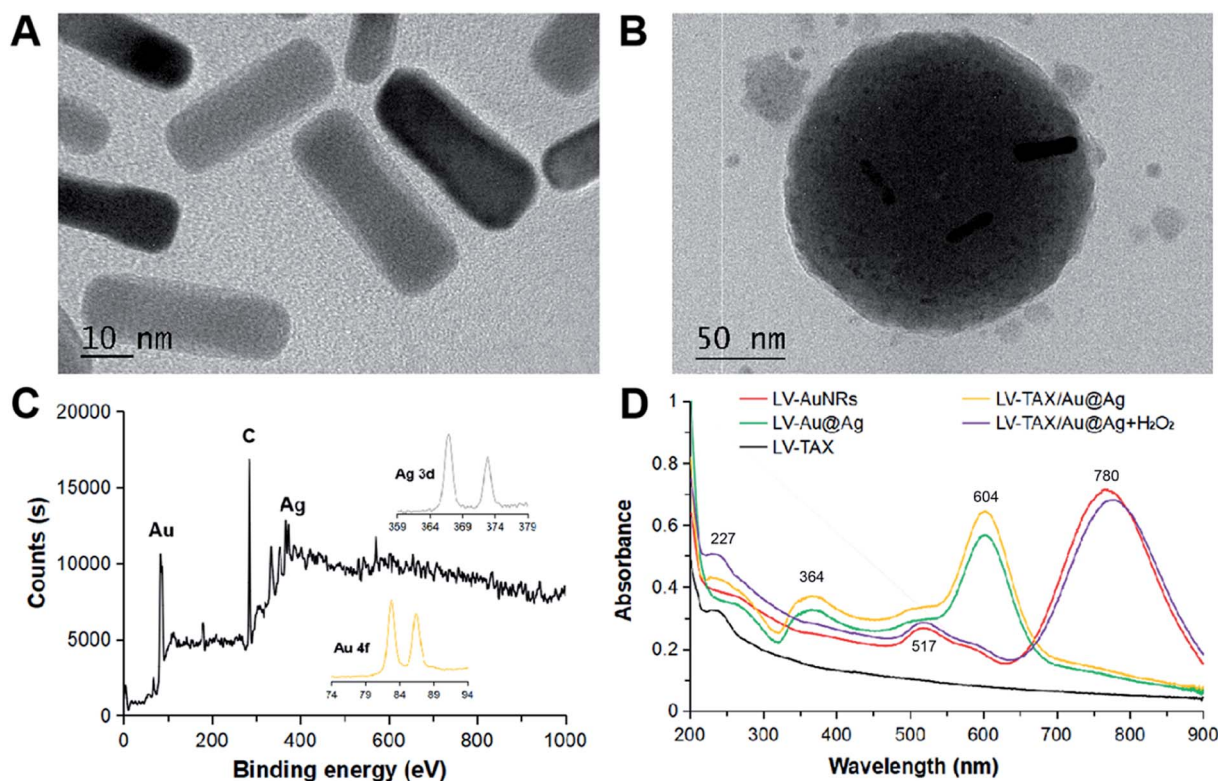 A
10 nm
B
50 nm
C
Counts (s)
20000
15000
10000
5000
0
Au
C
Ag
Ag 3d
359 364 369 374 379
Au 4f
74 79 84 89 94
0 200 400 600 800 1000
Binding energy (eV)
D
LV-AuNRs
LV-TAX/Au@Ag
LV-Au@Ag
LV-TAX/Au@Ag+H₂O₂
LV-TAX
Absorbance
1
0.8
0.6
0.4
0.2
0
227
364
517
604
780
200 300 400 500 600 700 800 900
Wavelength (nm)